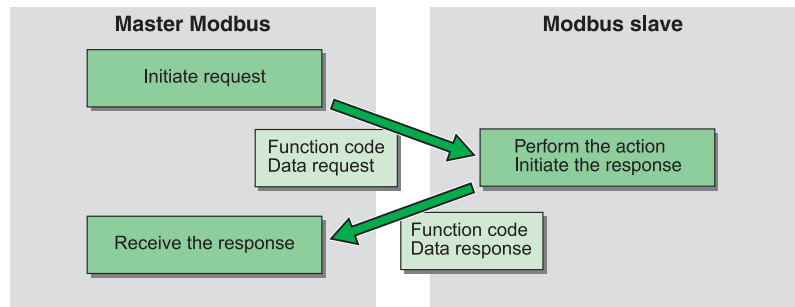 Master Modbus
Modbus slave
Initiate request
Function code
Data request
Perform the action
Initiate the response
Receive the response
Function code
Data response